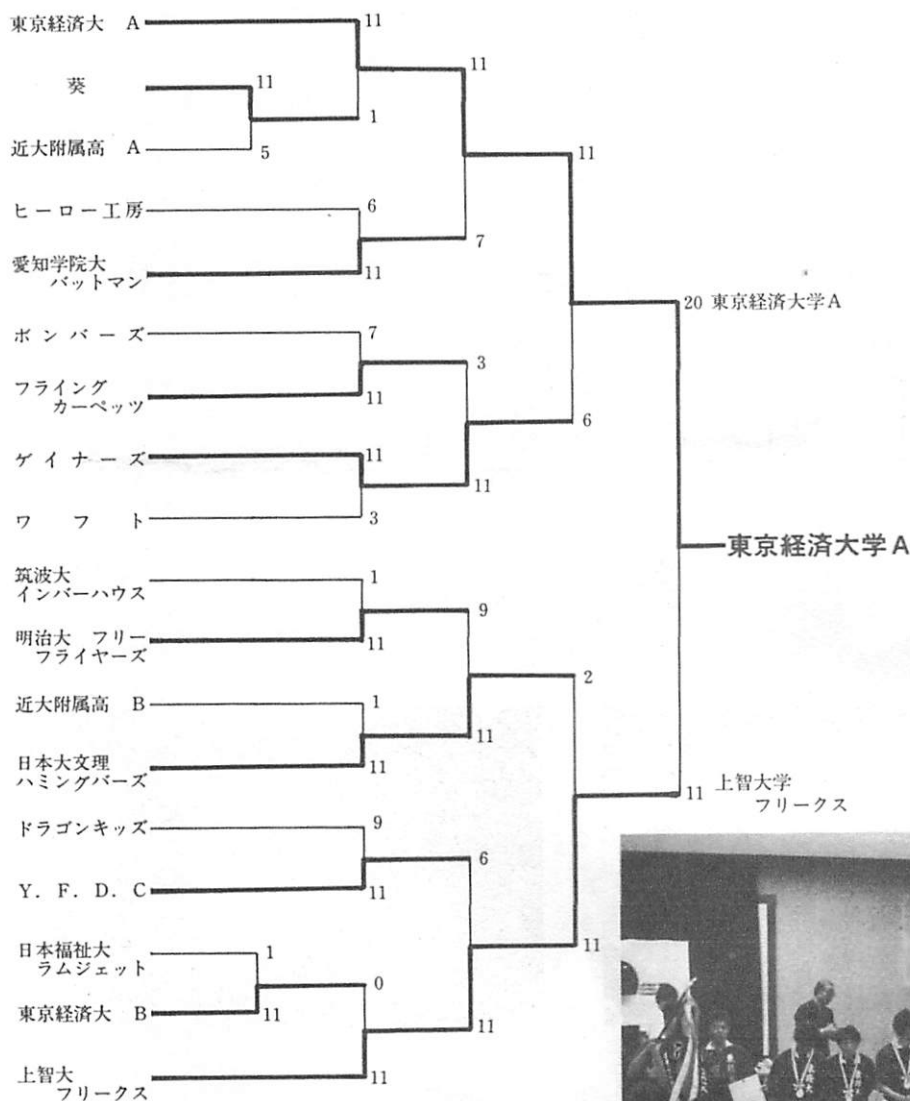 東京経済大 A
11
11
葵
11
1
11
近大附属高 A
5
ヒーロー工房
6
7
愛知学院大
バットマン
11
20 東京経済大学A
ボンバーズ
7
3
フライング
カーペッツ
11
6
ゲイナーズ
11
11
ワフト
3
東京経済大学A
筑波大
インバーハウス
1
9
明治大 フリー
フライヤーズ
11
2
近大附属高 B
1
11
日本大文理
ハミングバーズ
11
11 上智大学
フリークス
ドラゴンキッズ
9
6
Y.F.D.C
11
11
日本福祉大
ラムジェット
1
0
東京経済大 B
11
11
上智大
フリークス
11